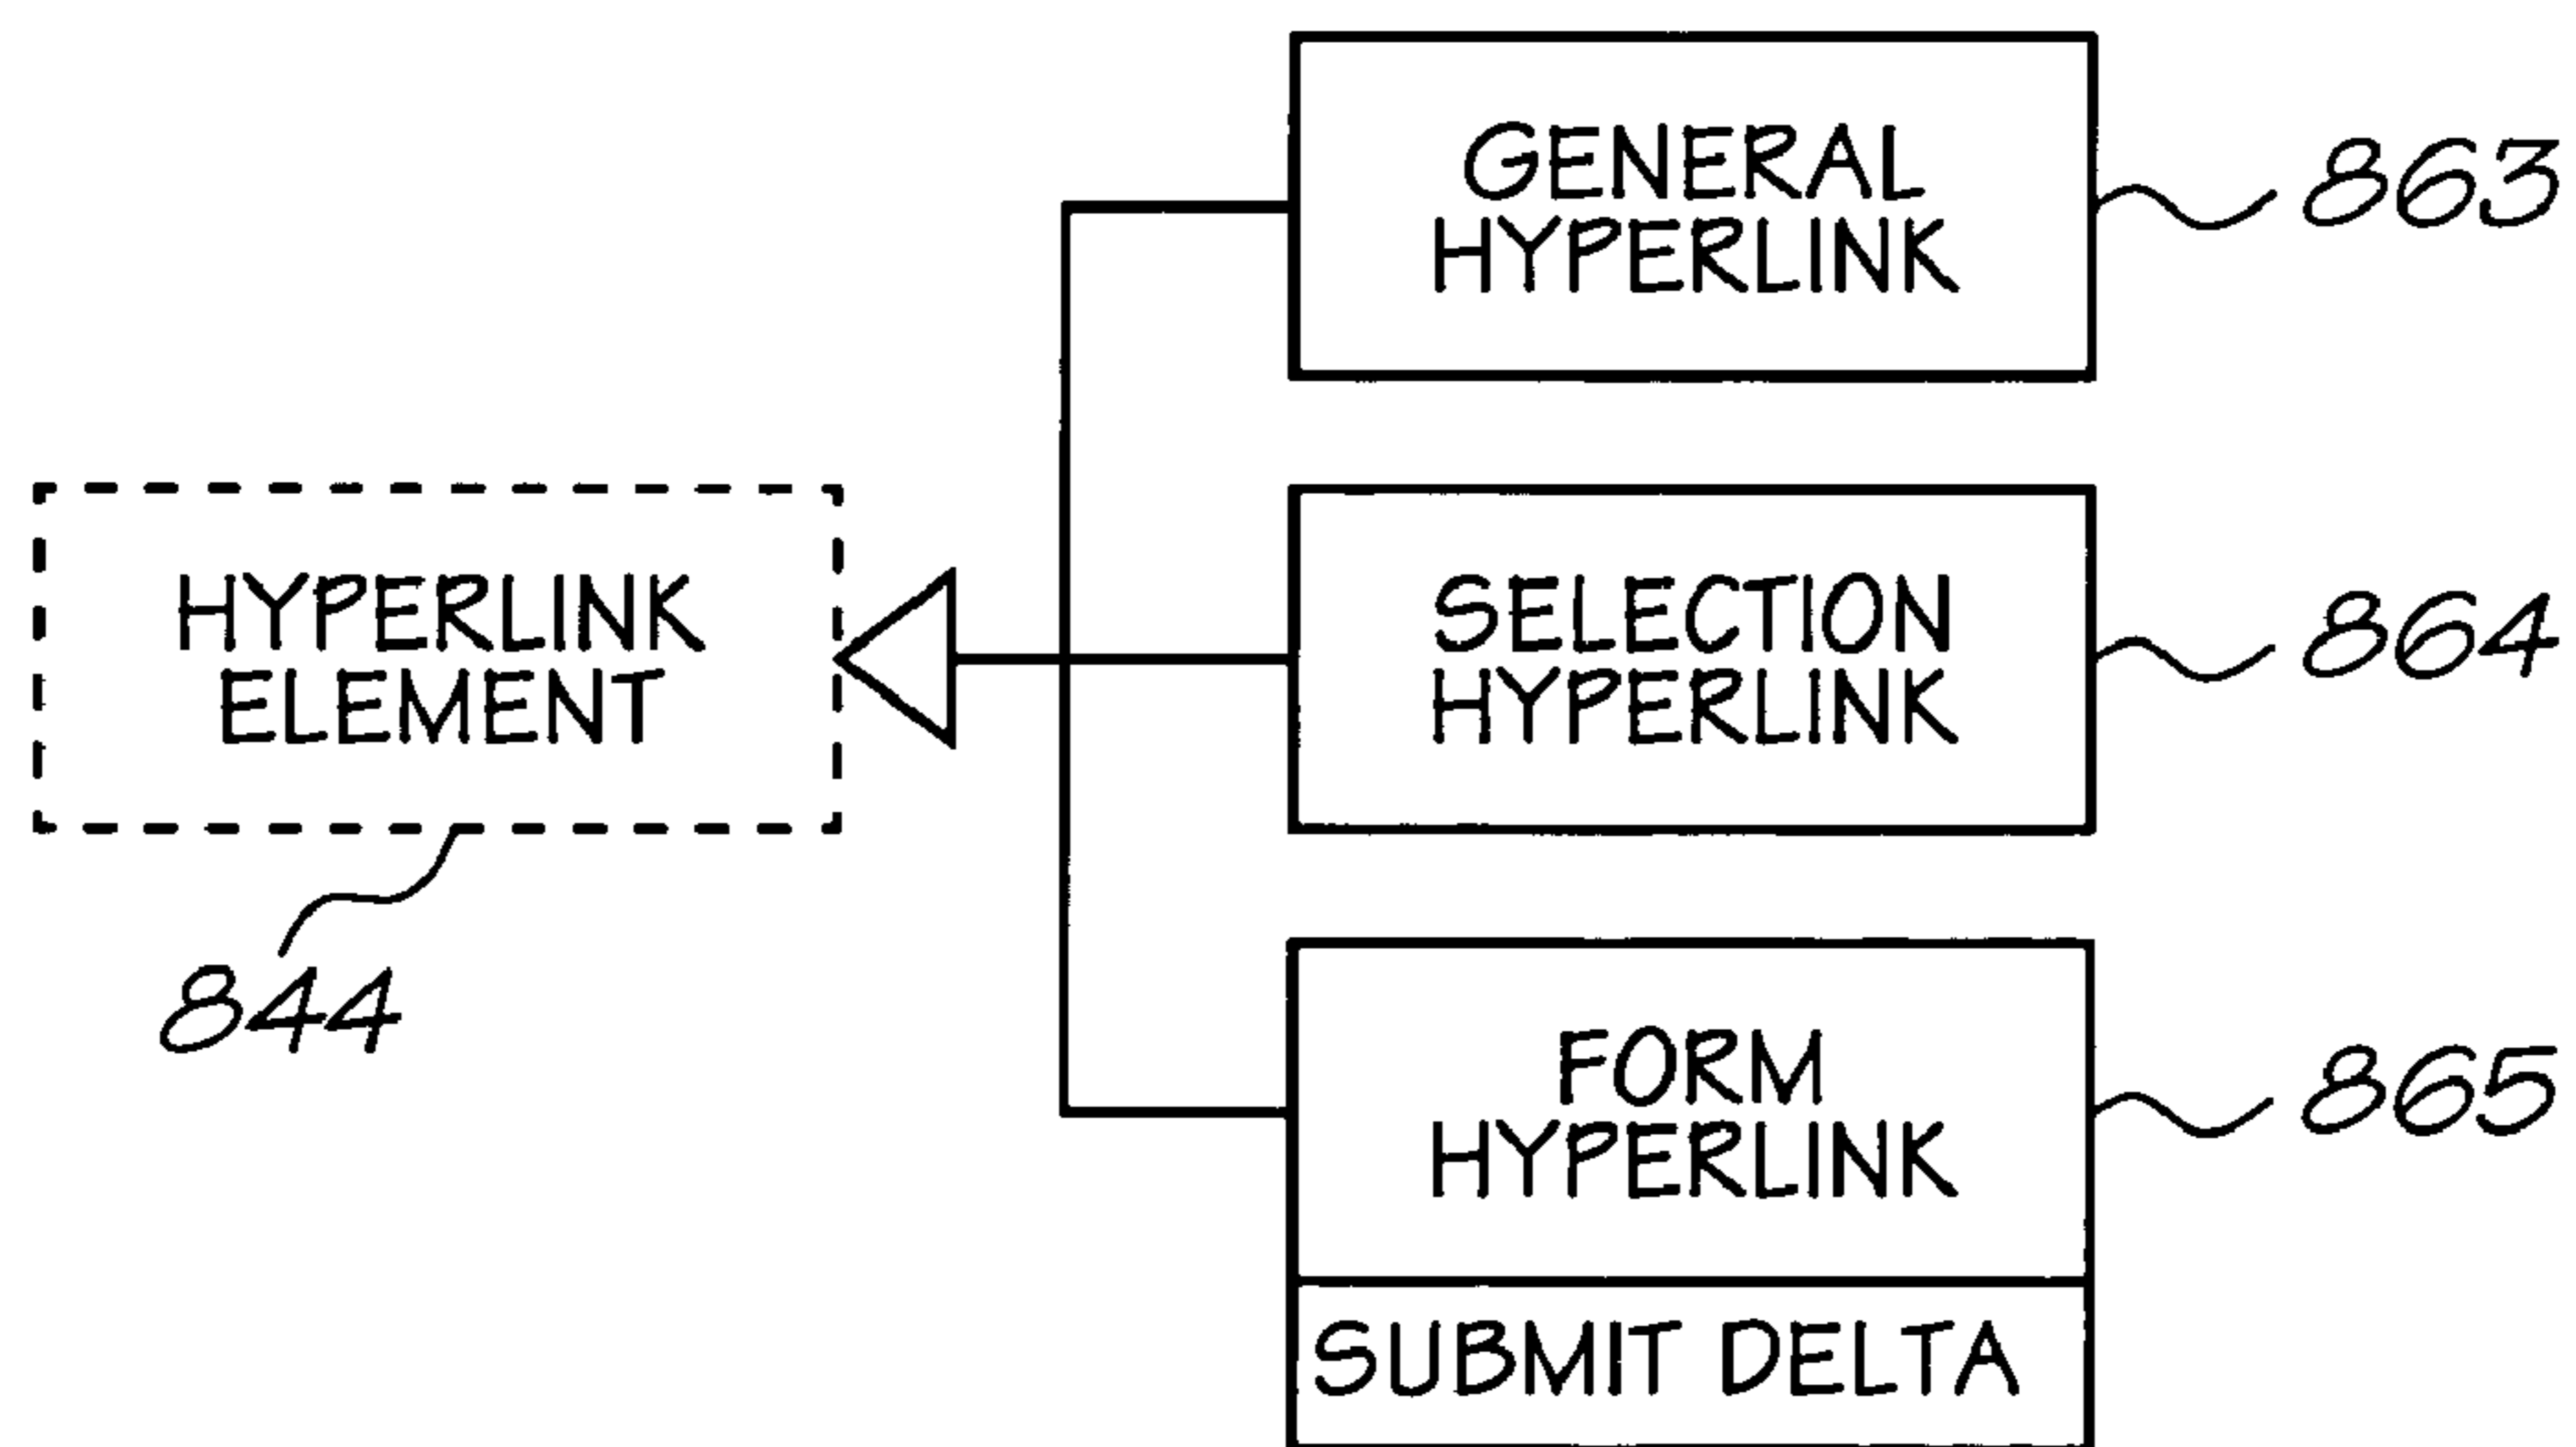 GENERAL
HYPERLINK
863
HYPERLINK
ELEMENT
844
SELECTION
HYPERLINK
864
FORM
HYPERLINK
865
SUBMIT DELTA